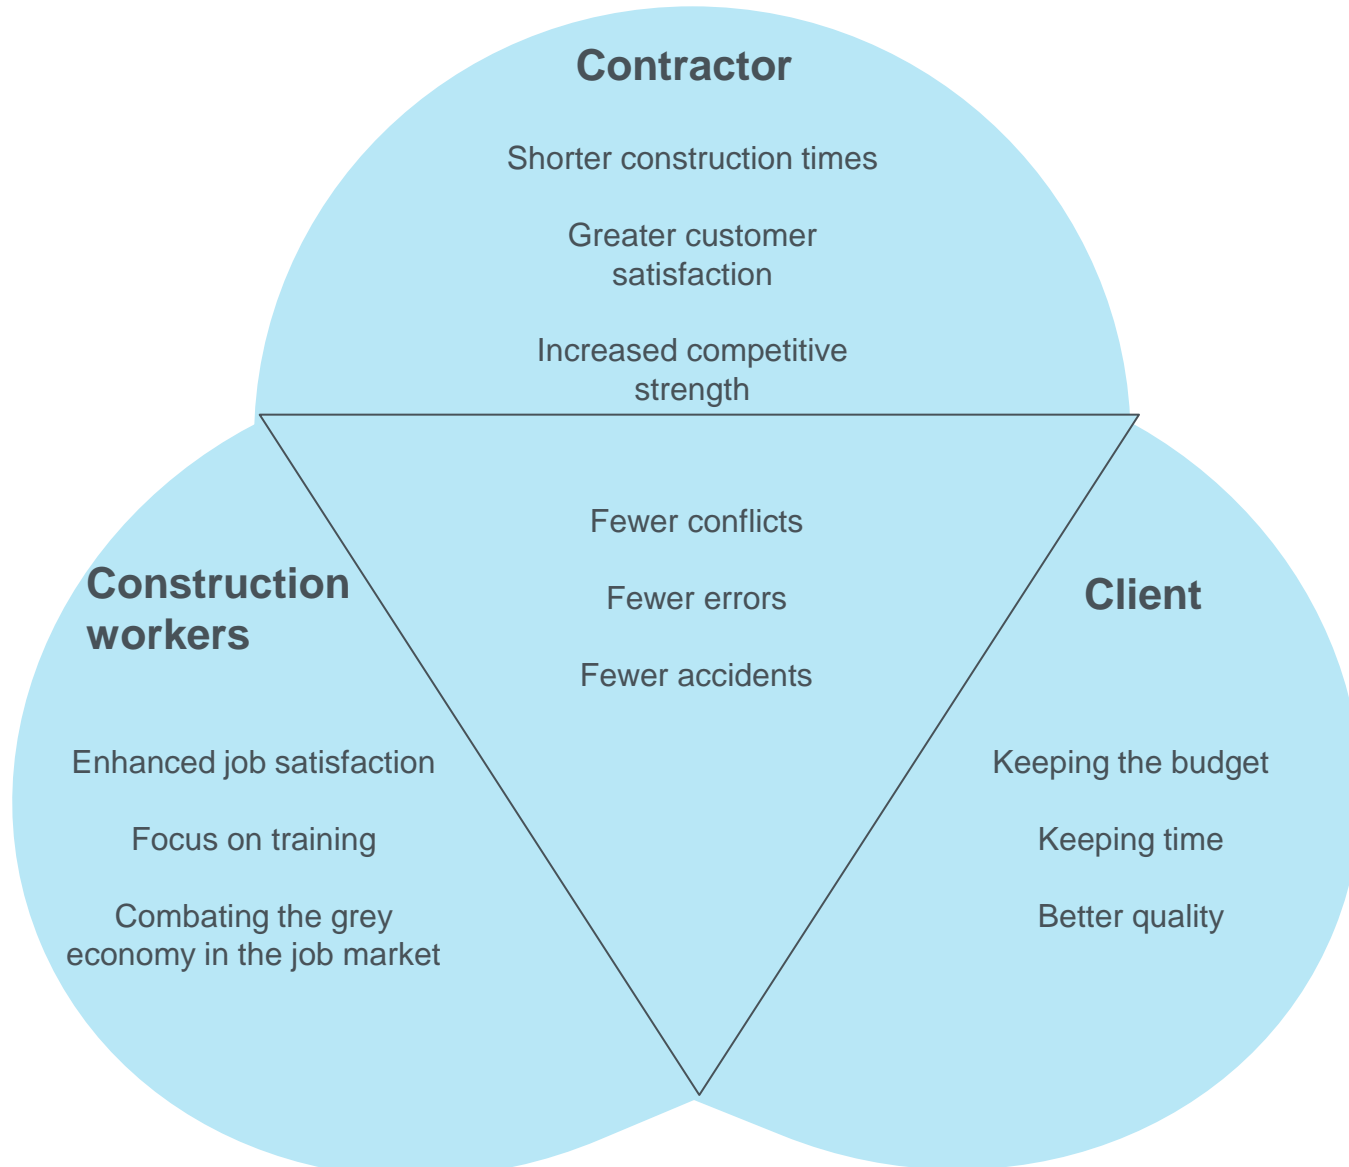 Contractor
Shorter construction times
Greater customer
satisfaction
Increased competitive
strength
Fewer conflicts
Fewer errors
Fewer accidents
Construction
workers
Enhanced job satisfaction
Focus on training
Combating the grey
economy in the job market
Client
Keeping the budget
Keeping time
Better quality